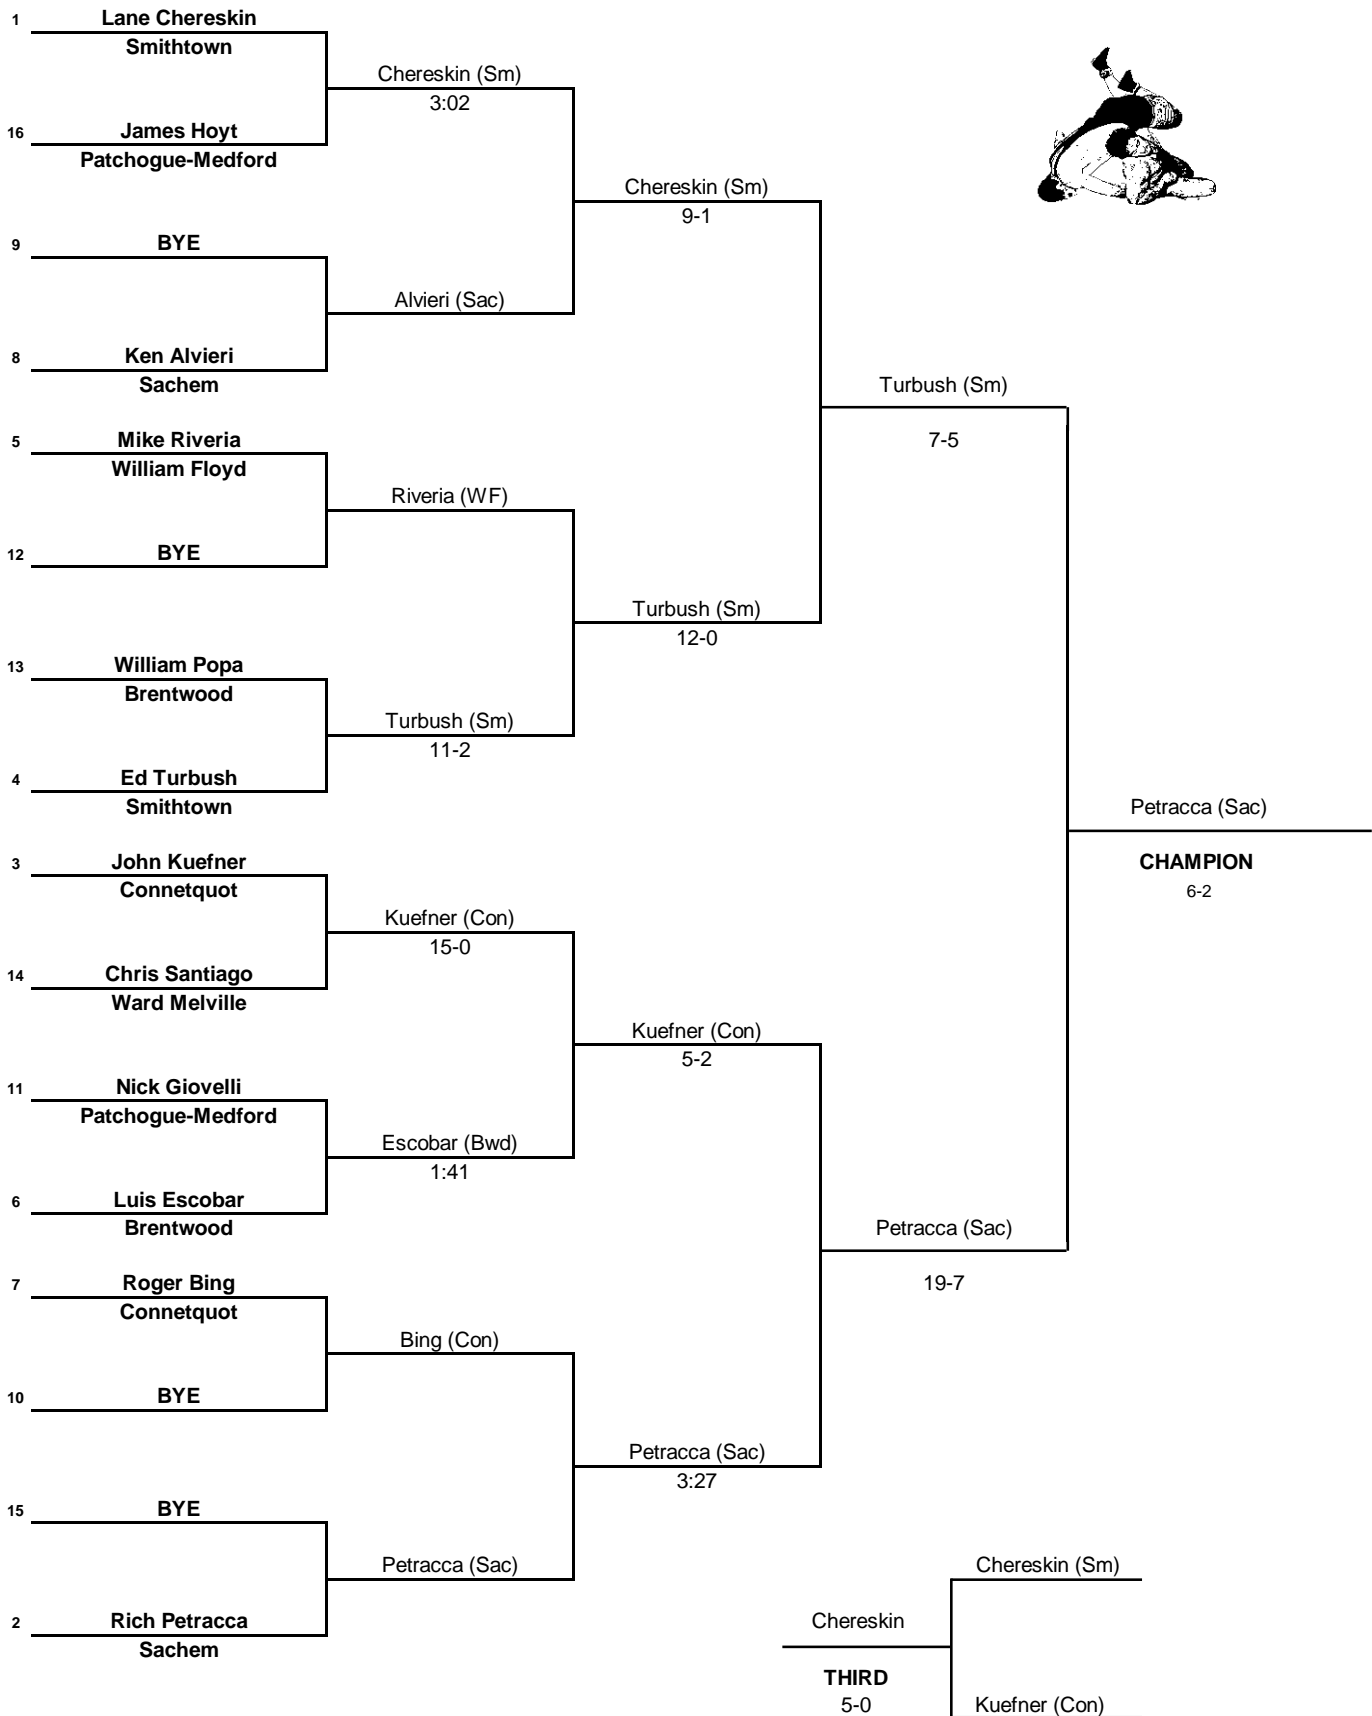 1 Lane Chereskin
Smithtown
Chereskin (Sm)
3:02
16 James Hoyt
Patchogue-Medford
Chereskin (Sm)
9-1
9 BYE
Alvieri (Sac)
8 Ken Alvieri
Sachem
Turbush (Sm)
7-5
5 Mike Riveria
William Floyd
Riveria (WF)
12 BYE
Turbush (Sm)
12-0
13 William Popa
Brentwood
Turbush (Sm)
11-2
4 Ed Turbush
Smithtown
Petracca (Sac)
CHAMPION
6-2
3 John Kuefner
Connetquot
Kuefner (Con)
15-0
14 Chris Santiago
Ward Melville
Kuefner (Con)
5-2
11 Nick Giovelli
Patchogue-Medford
Escobar (Bwd)
1:41
6 Luis Escobar
Brentwood
Petracca (Sac)
19-7
7 Roger Bing
Connetquot
Bing (Con)
10 BYE
Petracca (Sac)
3:27
15 BYE
Petracca (Sac)
2 Rich Petracca
Sachem
Chereskin (Sm)
Chereskin
THIRD
5-0
Kuefner (Con)